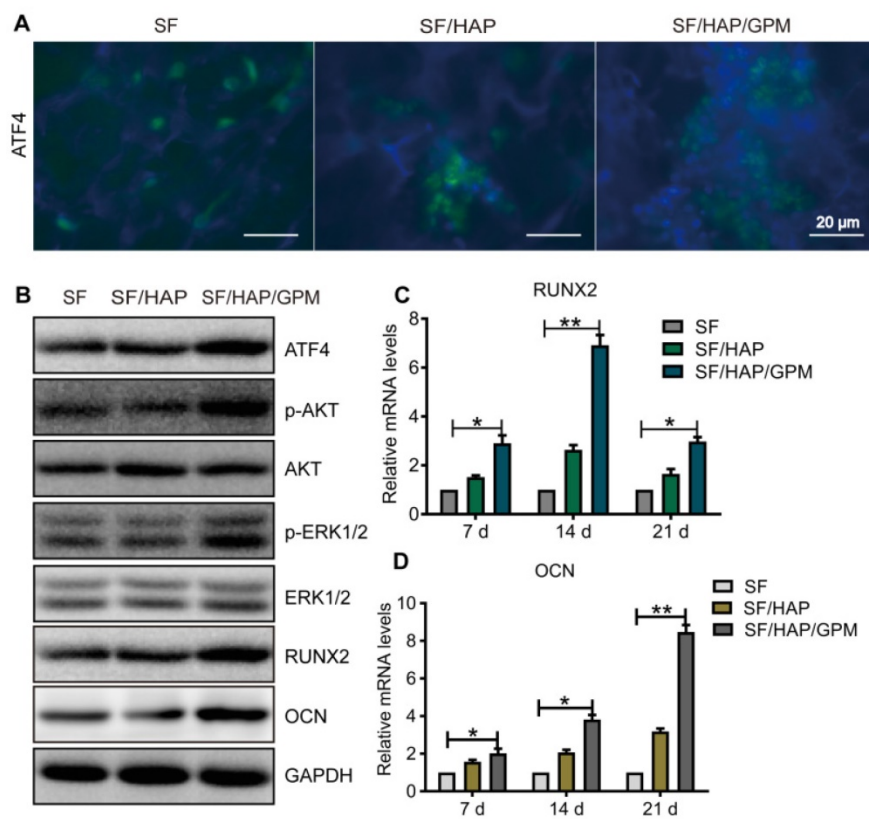 A
SF
SF/HAP
SF/HAP/GPM
ATF4
20 µm
B
SF SF/HAP SF/HAP/GPM
ATF4
p-AKT
AKT
p-ERK1/2
ERK1/2
RUNX2
OCN
GAPDH
C
RUNX2
Relative mRNA levels
8
6
4
2
0
*
**
*
7 d
14 d
21 d
SF
SF/HAP
SF/HAP/GPM
D
OCN
Relative mRNA levels
10
8
6
4
2
0
*
*
**
7 d
14 d
21 d
SF
SF/HAP
SF/HAP/GPM